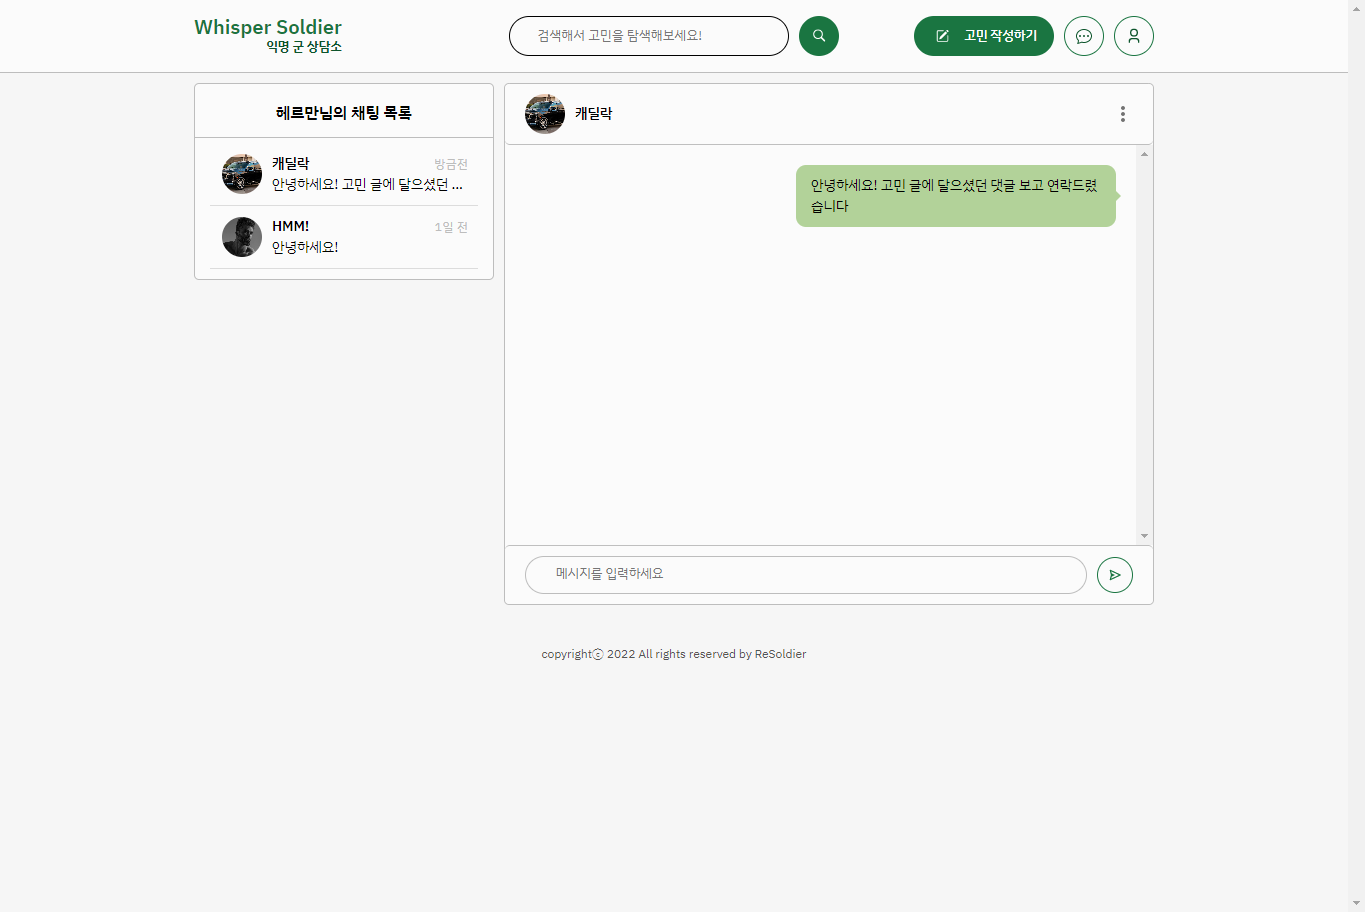 Whisper Soldier
익명 군 상담소
검색해서 고민을 탐색해보세요!
고민 작성하기
헤르만님의 채팅 목록
캐딜락
방금전
안녕하세요! 고민 글에 달으셨던 ...
HMM!
1일 전
안녕하세요!
캐딜락
안녕하세요! 고민 글에 달으셨던 댓글 보고 연락드렸
습니다
메시지를 입력하세요
copyrightⓒ 2022 All rights reserved by ReSoldier